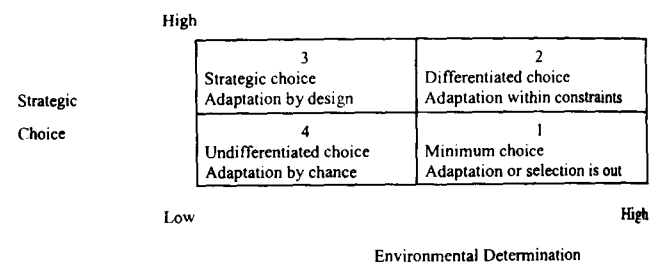 High
3
Strategic choice
Adaptation by design
2
Differentiated choice
Adaptation within constraints
Strategic
Choice
4
Undifferentiated choice
Adaptation by chance
1
Minimum choice
Adaptation or selection is out
Low
High
Environmental Determination